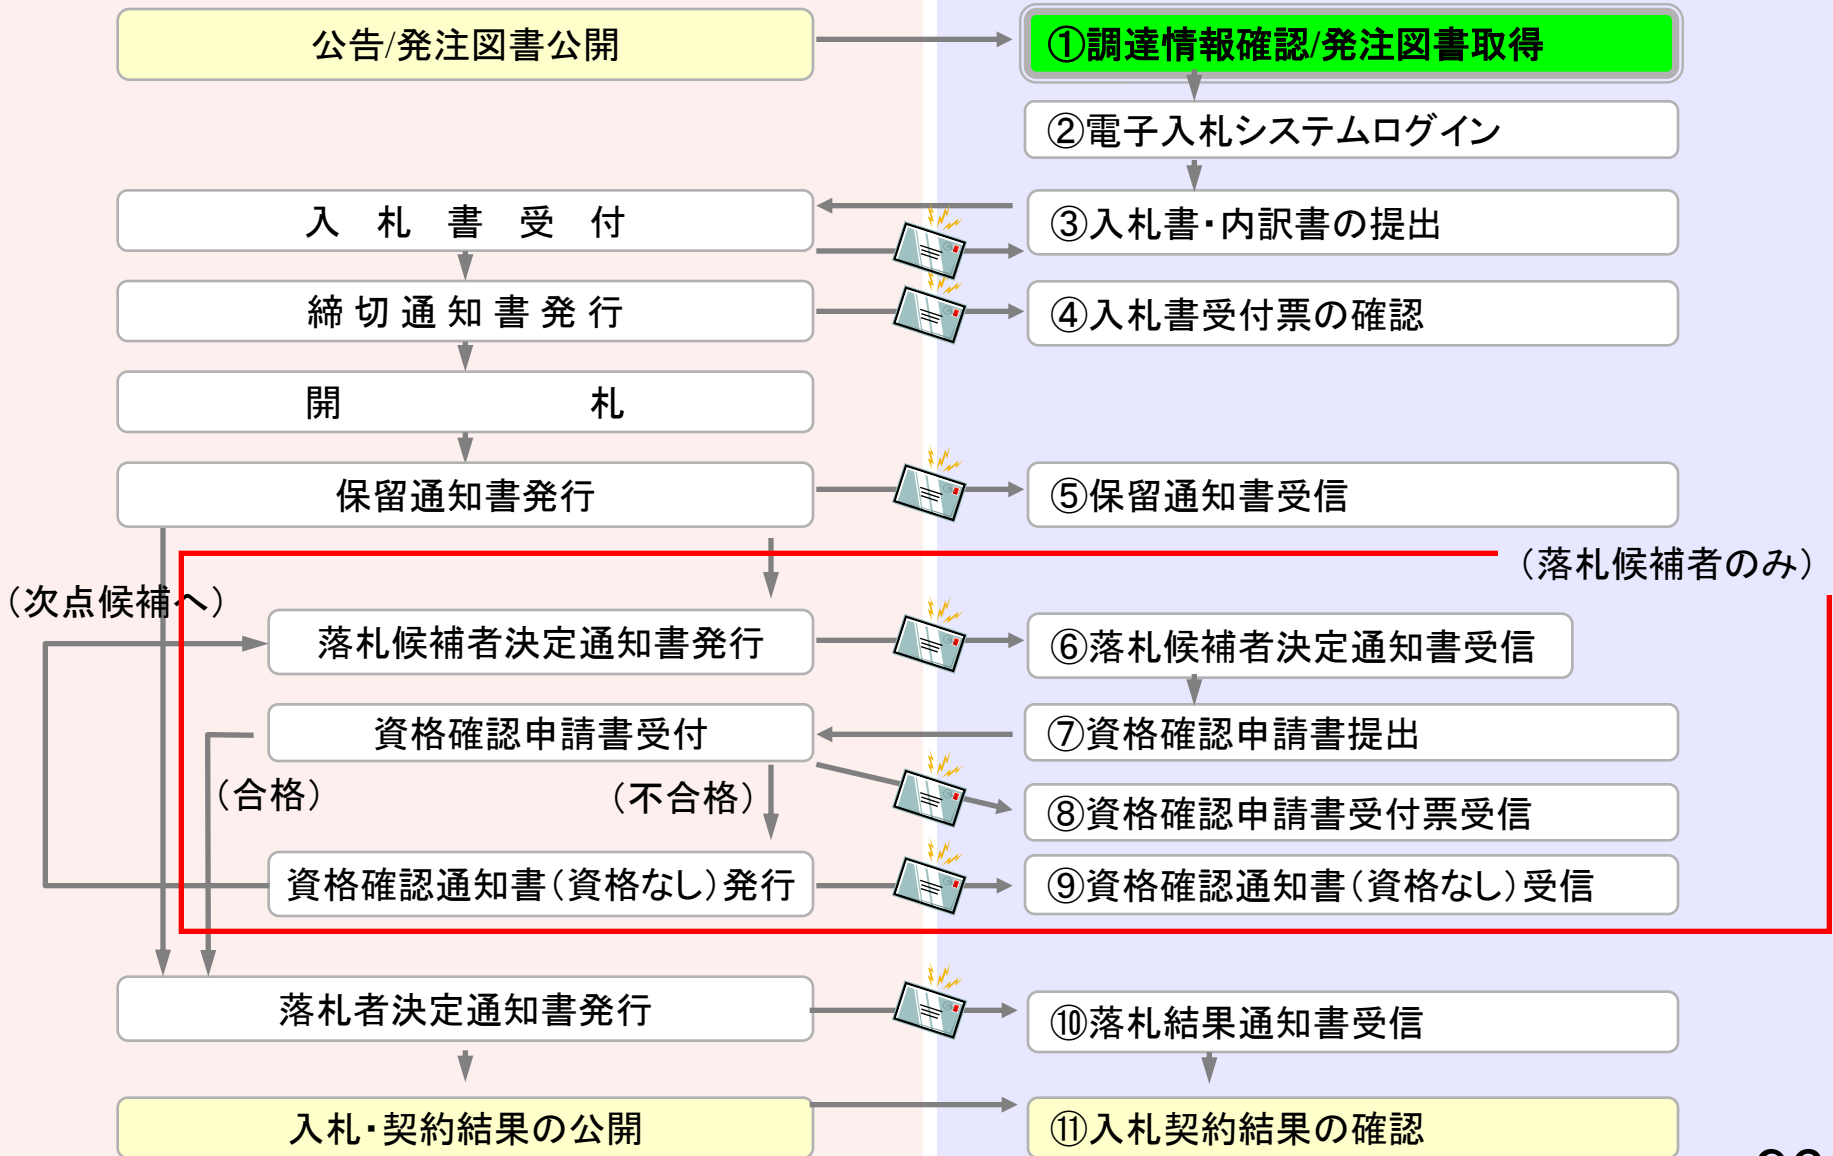 公告/発注図書公開
①調達情報確認/発注図書取得
②電子入札システムログイン
入札書受付
③入札書・内訳書の提出
締切通知書発行
④入札書受付票の確認
開札
保留通知書発行
⑤保留通知書受信
（落札候補者のみ）
（次点候補へ）
落札候補者決定通知書発行
⑥落札候補者決定通知書受信
資格確認申請書受付
⑦資格確認申請書提出
（合格）
（不合格）
⑧資格確認申請書受付票受信
資格確認通知書（資格なし）発行
⑨資格確認通知書（資格なし）受信
落札者決定通知書発行
⑩落札結果通知書受信
入札・契約結果の公開
⑪入札契約結果の確認